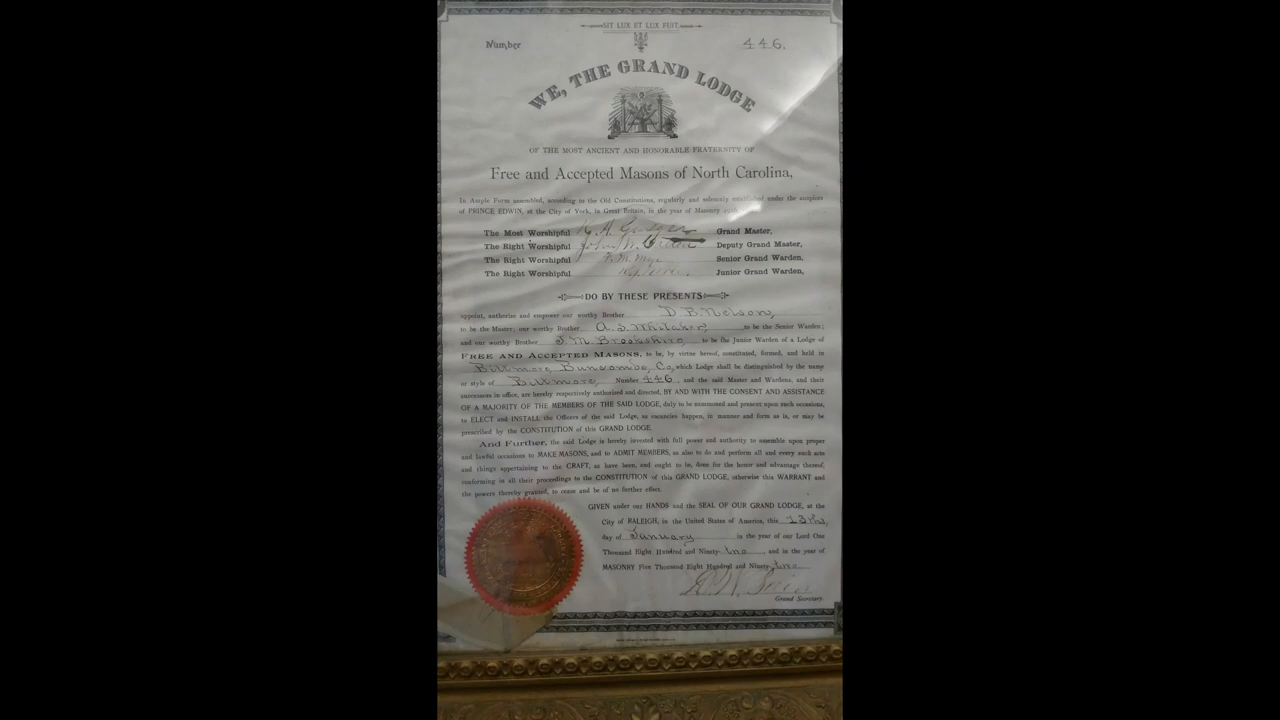 SIT LUX ET LUX FUIT
Number 446.
WE, THE GRAND LODGE
OF THE MOST ANCIENT AND HONORABLE FRATERNITY OF
Free and Accepted Masons of North Carolina,
In Ample Form assembled, according to the Old Constitutions, regularly and solemnly established under the auspices
of PRINCE EDWIN, at the City of York, in Great Britain, in the year of Masonry
The Most Worshipful Grand Master,
The Right Worshipful John W. Deputy Grand Master,
The Right Worshipful Senior Grand Warden,
The Right Worshipful Junior Grand Warden,
DO BY THESE PRESENTS
appoint, authorize and empower our worthy Brother D B. Nelson,
to be the Master; our worthy Brother A. S. Whitaker, to be the Senior Warden;
and our worthy Brother J. M. Brookshire, to be the Junior Warden of a Lodge of
FREE AND ACCEPTED MASONS, to be, by virtue hereof, constituted, formed, and held in
Biltmore, Buncombe, Co, which Lodge shall be distinguished by the name
or style of Biltmore, Number 446, and the said Master and Wardens, and their
successors in office, are hereby respectively authorized and directed, BY AND WITH THE CONSENT AND ASSISTANCE
OF A MAJORITY OF THE MEMBERS OF THE SAID LODGE, duly to be summoned and present upon such occasions,
to ELECT and INSTALL the Officers of the said Lodge, as vacancies happen, in manner and form as is, or may be
prescribed by the CONSTITUTION of this GRAND LODGE.
And Further, the said Lodge is hereby invested with full power and authority to assemble upon proper
and lawful occasions to MAKE MASONS, and to ADMIT MEMBERS, as also to do and perform all and every such acts
and things appertaining to the CRAFT, as have been, and ought to be, done for the honor and advantage thereof,
conforming in all their proceedings to the CONSTITUTION of this GRAND LODGE, otherwise this WARRANT and
the powers thereby granted, to cease and be of no further effect.
GIVEN under our HANDS and the SEAL OF OUR GRAND LODGE, at the
City of RALEIGH, in the United States of America, this 13th,
day of January in the year of our Lord One
Thousand Eight Hundred and Ninety and in the year of
MASONRY Five Thousand Eight Hundred and Ninety
Grand Secretary.